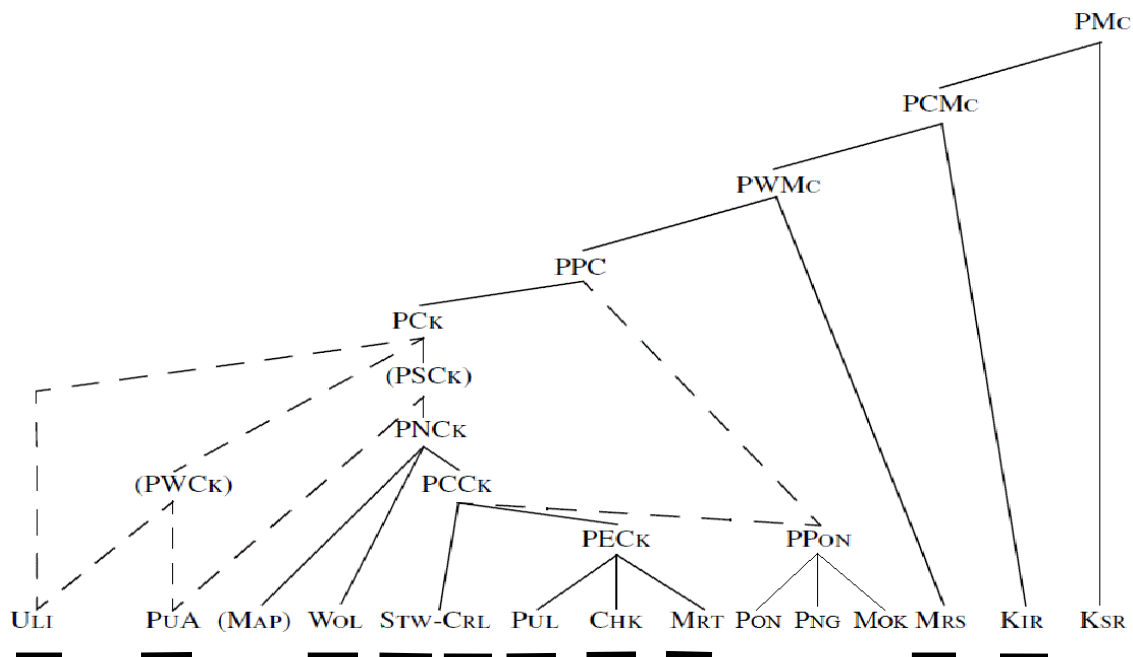 PMC
PCMC
PWMC
PPC
PCK
(PSCK)
PNCK
(PWCK) PCCK
PECK PPON
ULI PUA (MAP) WOL STW-CRL PUL CHK MRT PON PNG MOK MRS KIR KSR